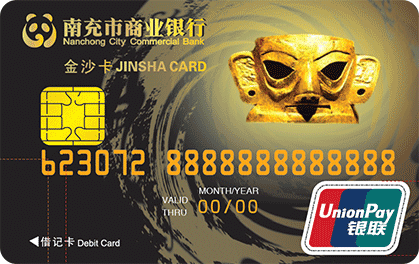 南充市商业银行
Nanchong City Commercial Bank
金沙卡 JINSHA CARD
623072 8888888888888
MONTH/YEAR
VALID THRU 00/00
借记卡 Debit Card
UnionPay
银联